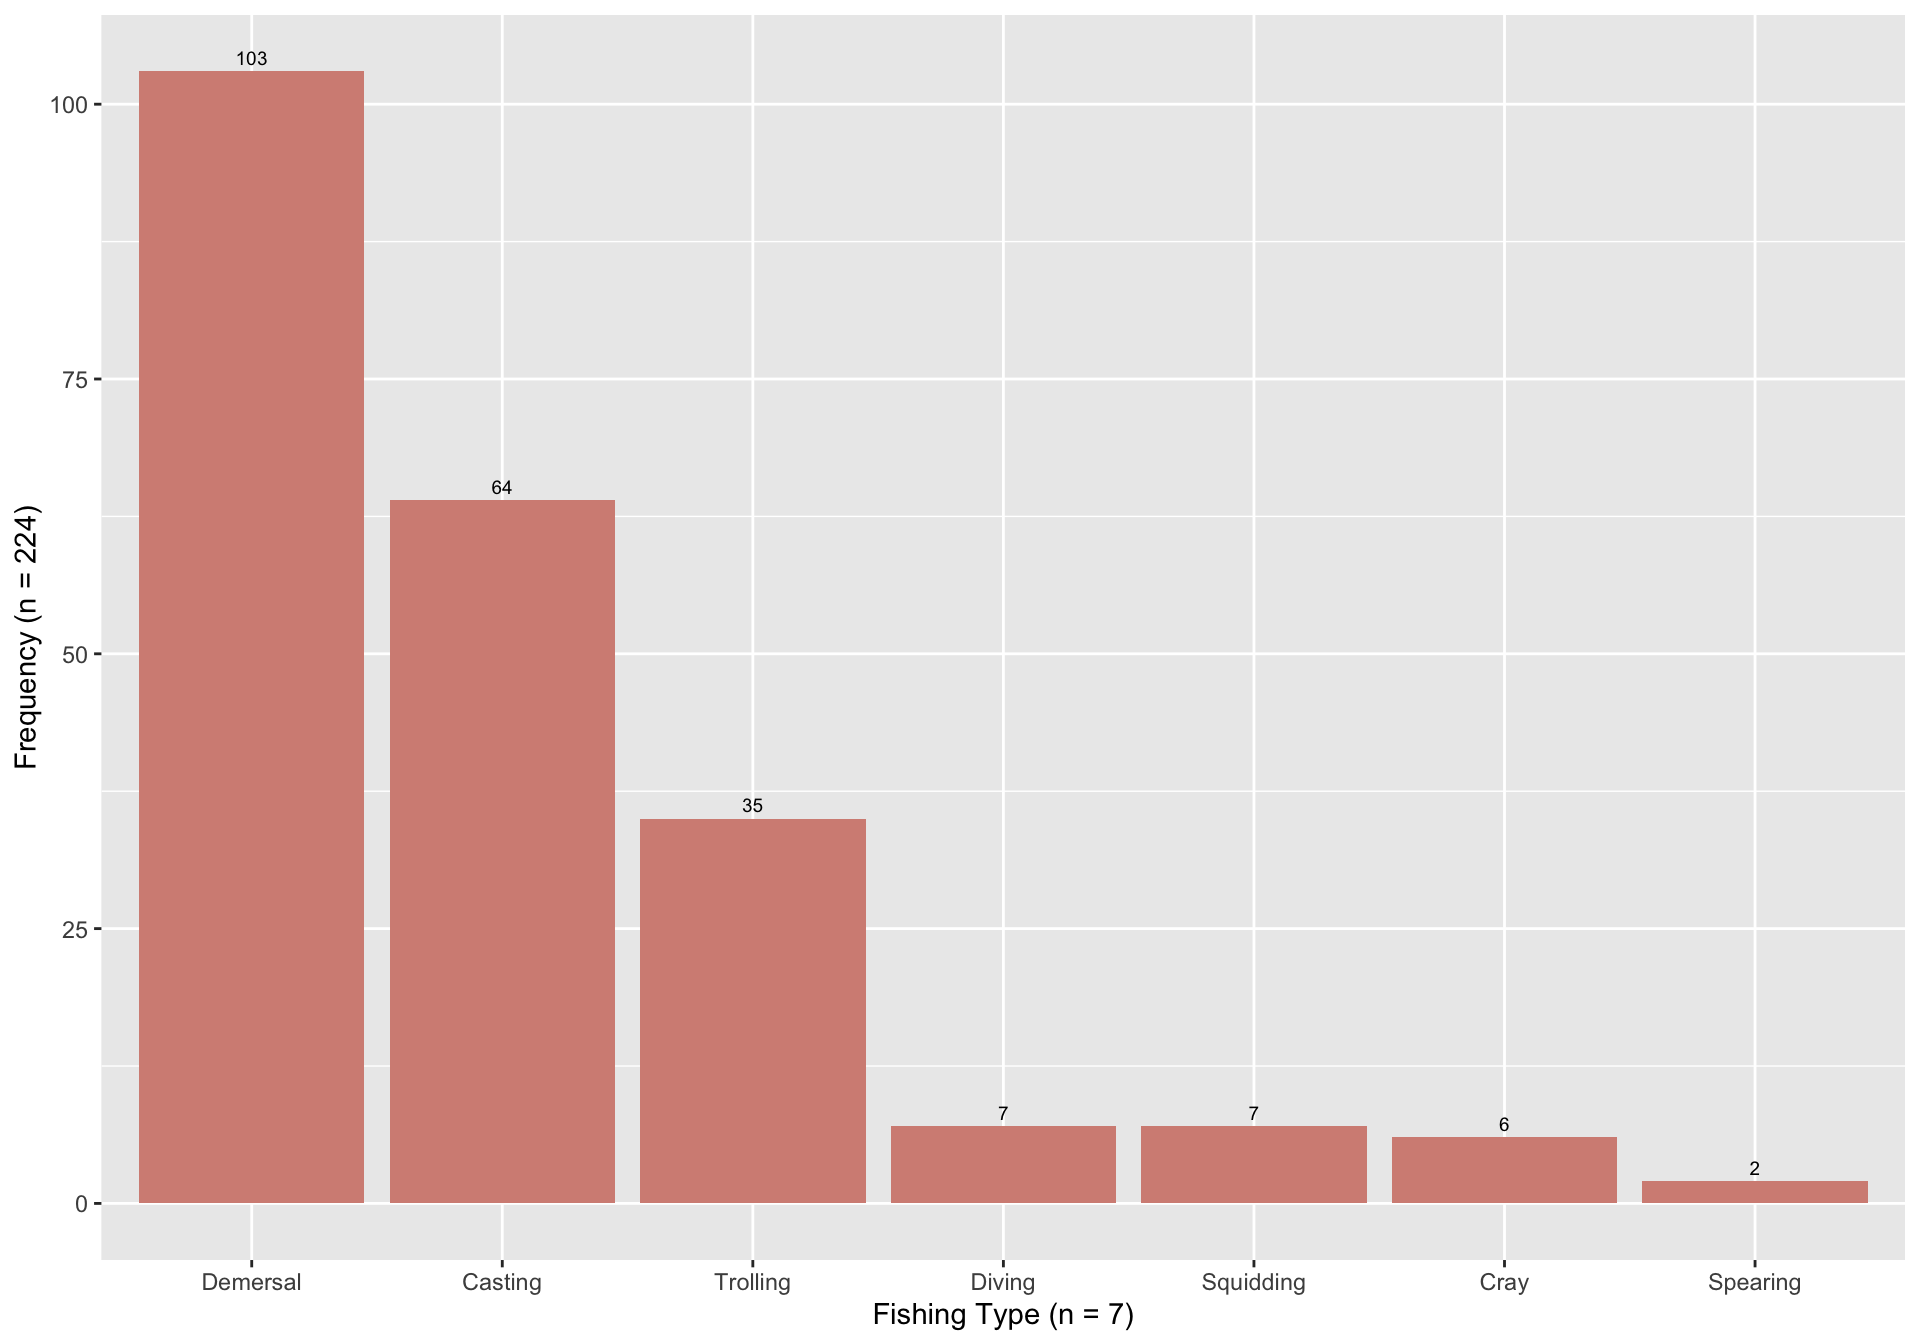 103
100
75
64
50
35
25
7
7
6
2
0
Frequency (n = 224)
Demersal
Casting
Trolling
Diving
Squidding
Cray
Spearing
Fishing Type (n = 7)